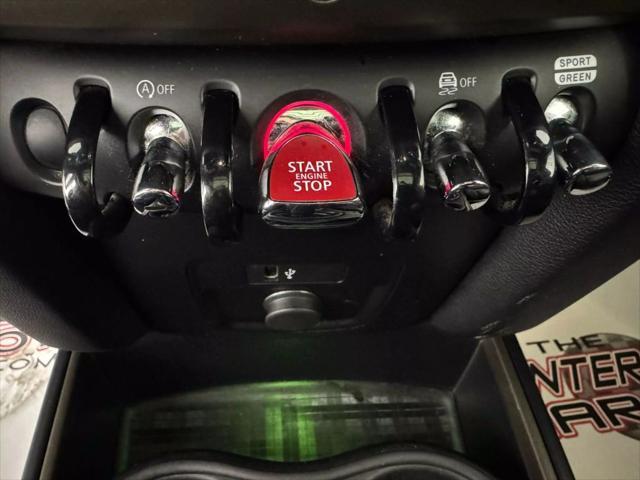 A OFF
OFF
SPORT
GREEN
START
ENGINE
STOP
THE